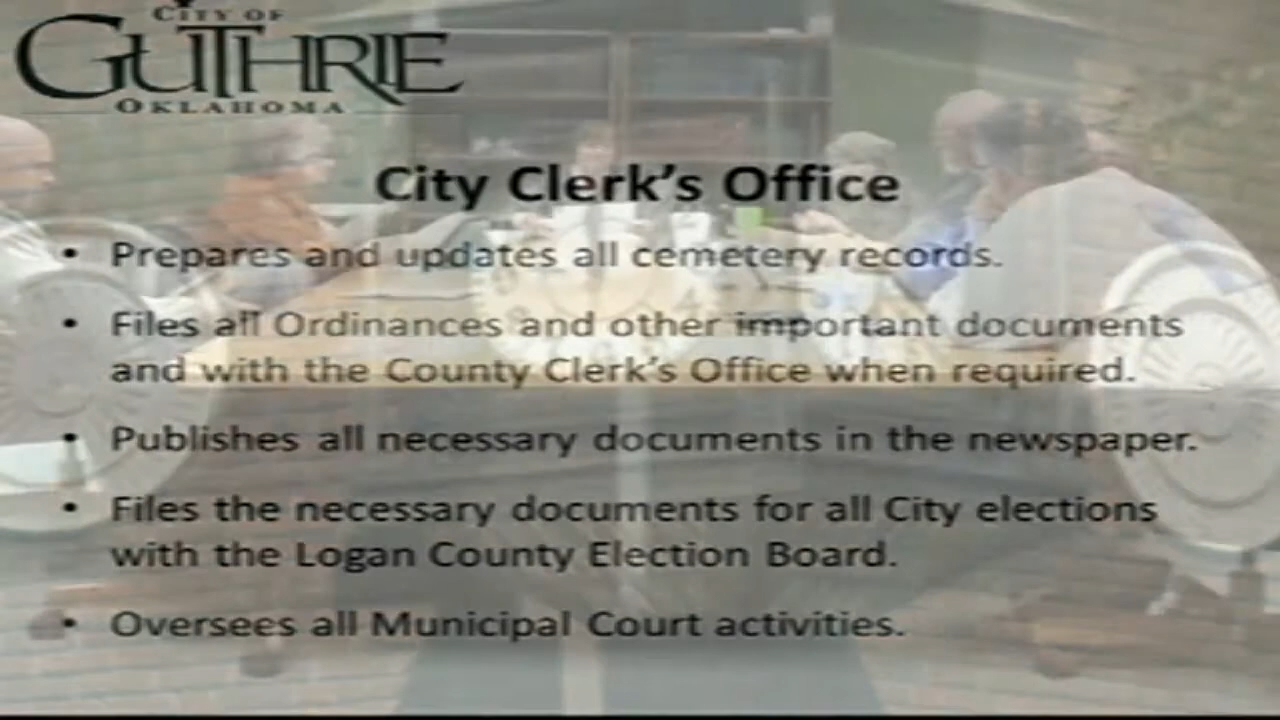 CITY OF
GUTHRIE
OKLAHOMA
City Clerk's Office
• Prepares and updates all cemetery records.
• Files all Ordinances and other important documents
and with the County Clerk's Office when required.
• Publishes all necessary documents in the newspaper.
• Files the necessary documents for all City elections
with the Logan County Election Board.
• Oversees all Municipal Court activities.